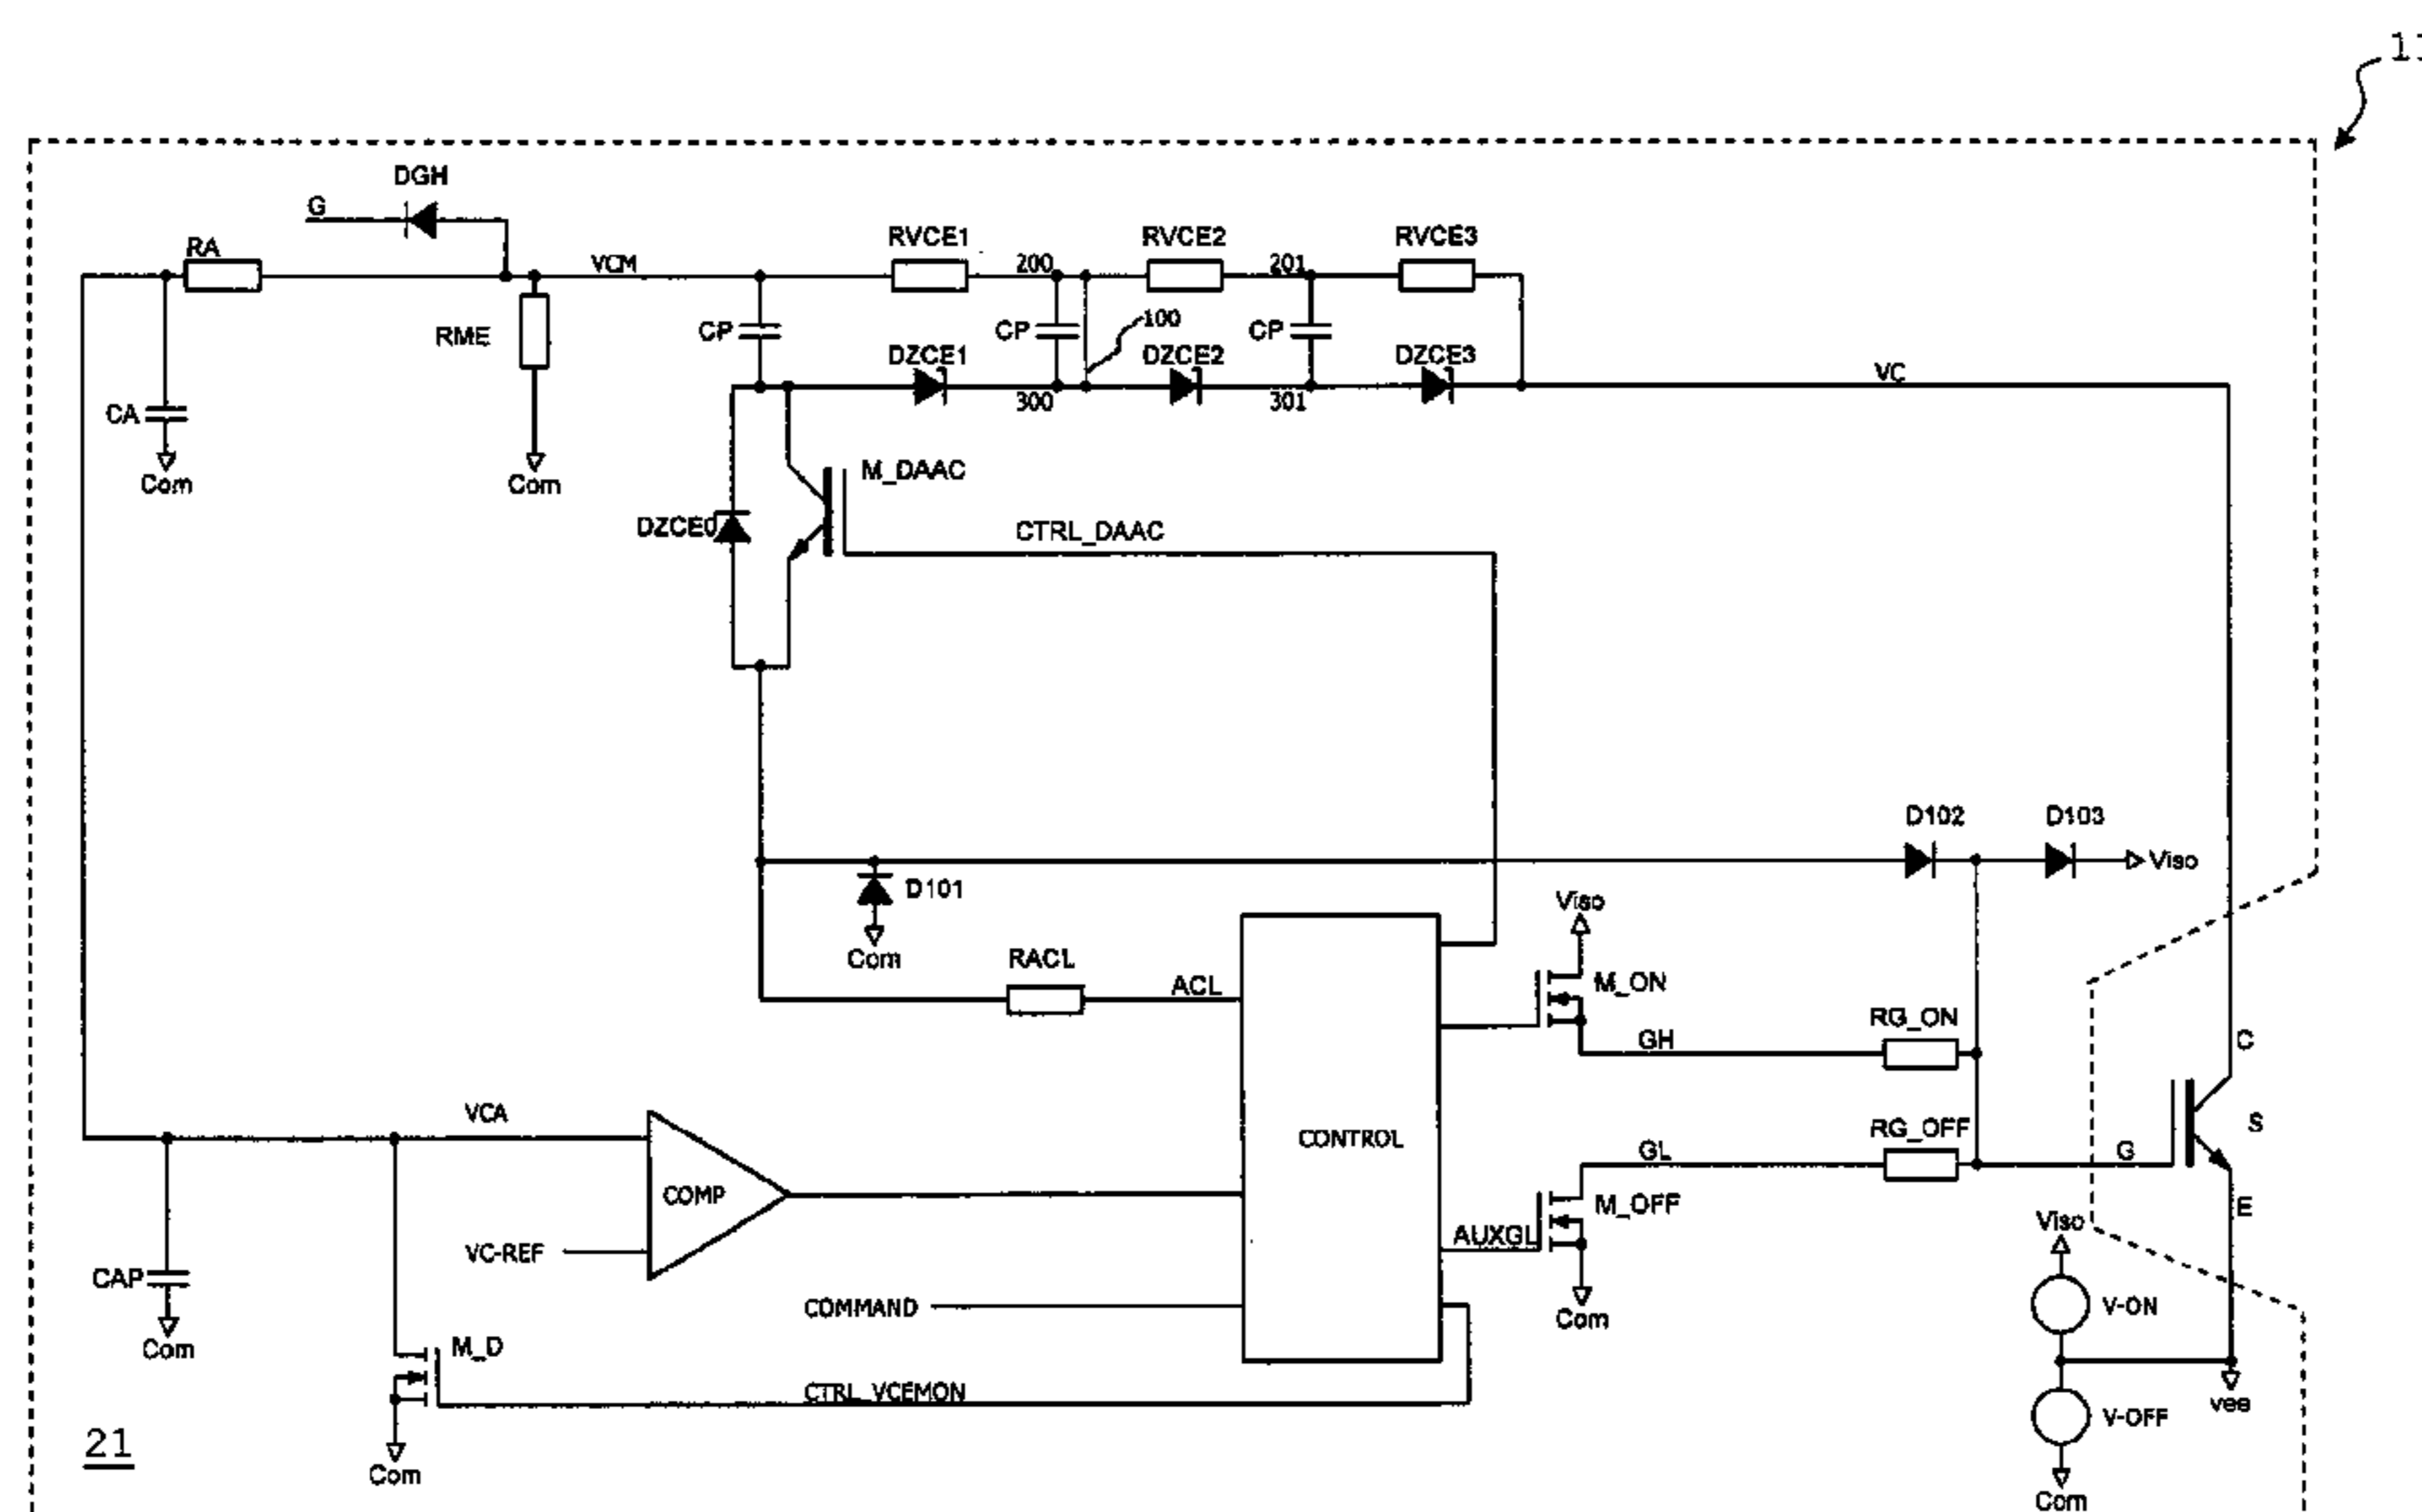 11
DGH
G
RA
VCM
RVCE1
200
RVCE2
201
RVCE3
RME
CP
CP
100
CP
DZCE1
DZCE2
DZCE3
VC
CA
300
301
Com
Com
M_DAAC
DZCE0
CTRL_DAAC
D102
D103
Viso
D101
Com
Viso
RACL
ACL
M_ON
RG_ON
GH
C
VCA
COMP
CONTROL
RG_OFF
S
GL
G
M_OFF
E
VC-REF
AUXGL
Viso
CAP
COMMAND
Com
V-ON
Com
M_D
CTRL_VCEMON
vee
V-OFF
21
Com
Com